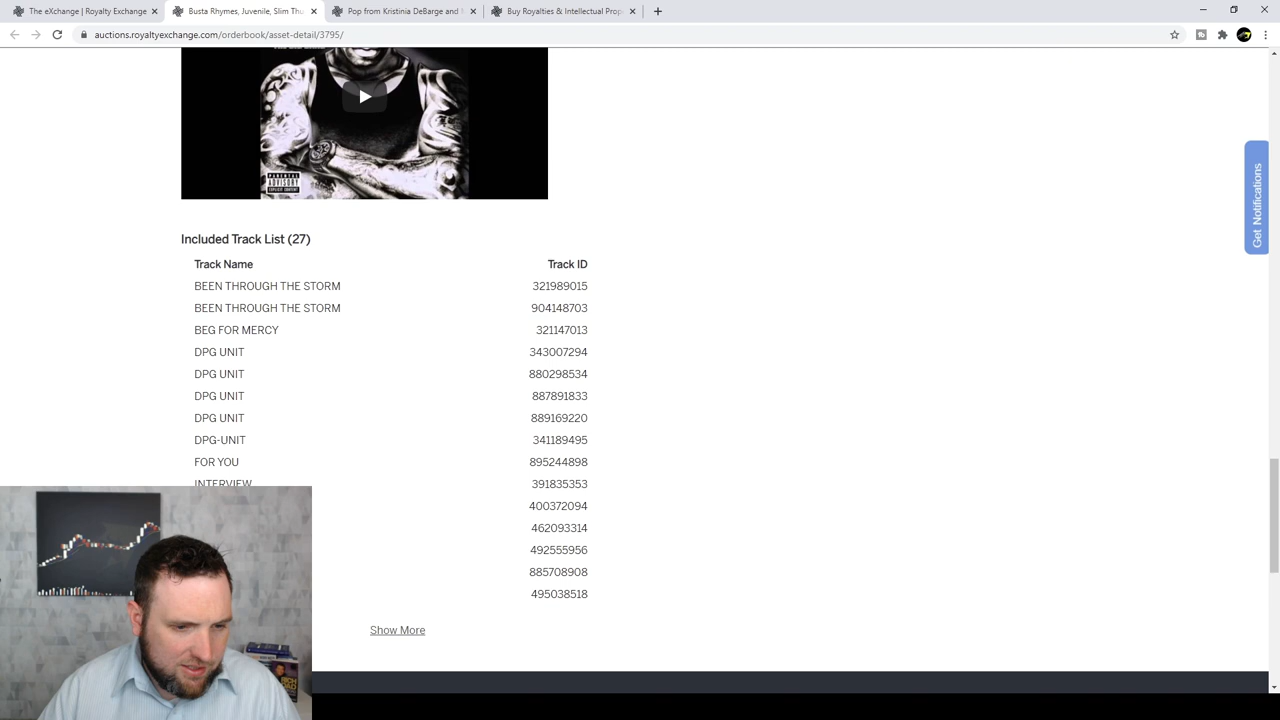 The eXchange | Royalty Exchange
Busta Rhymes, Juvenile, Slim Thu
Pop from Kristinia DeBarge and
Buy Royalties & Intellectual Prop
auctions.royaltyexchange.com/orderbook/asset-detail/3795/
PARENTAL
ADVISORY
EXPLICIT CONTENT
Get Notifications
Included Track List (27)
Track Name Track ID
BEEN THROUGH THE STORM 321989015
BEEN THROUGH THE STORM 904148703
BEG FOR MERCY 321147013
DPG UNIT 343007294
DPG UNIT 880298534
DPG UNIT 887891833
DPG UNIT 889169220
DPG-UNIT 341189495
FOR YOU 895244898
INTERVIEW 391835353
400372094
462093314
492555956
885708908
495038518
Show More
RICH
DAD